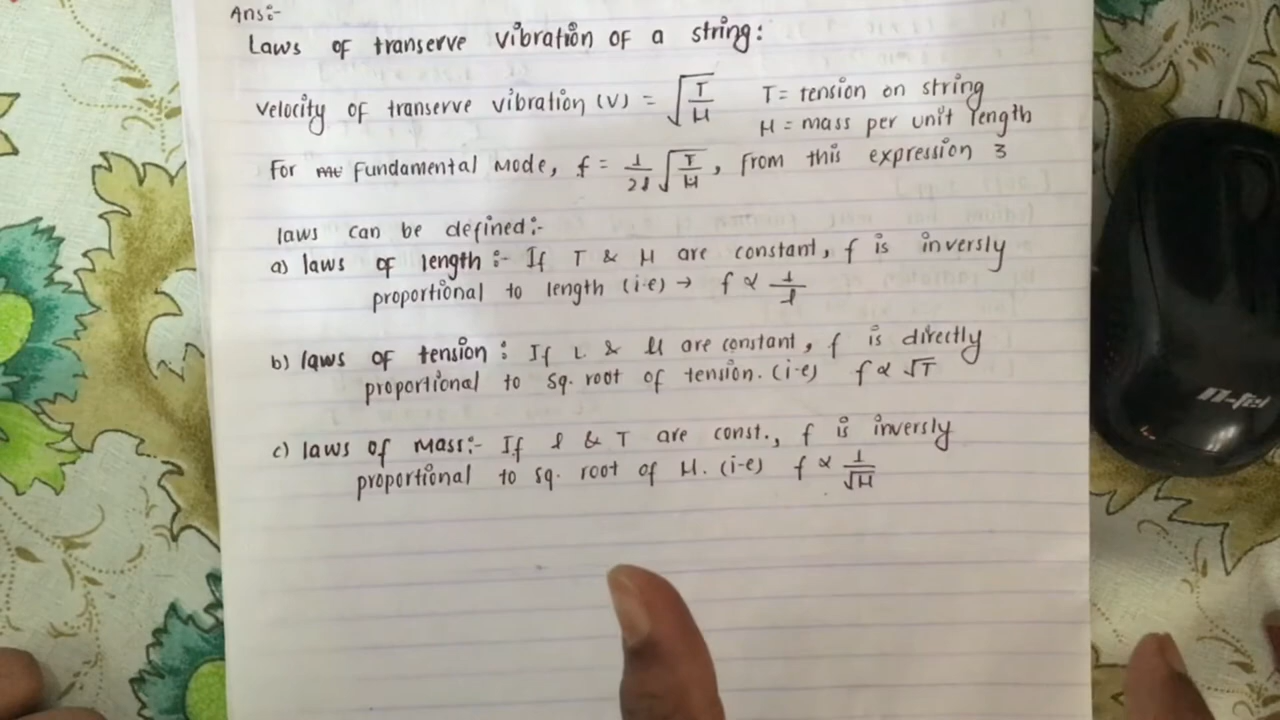 Ans:-
Laws of transerve vibration of a string:
velocity of transerve vibration (v) = √(T/μ) T = tension on string
μ = mass per unit length
For fundamental mode, f = 1/2l √(T/μ), from this expression 3
laws can be defined:-
a) laws of length :- If T & μ are constant, f is inversly
proportional to length (i-e) → f ∝ 1/l
b) laws of tension : If L & μ are constant, f is directly
proportional to sq. root of tension. (i-e) f ∝ √T
c) laws of mass:- If l & T are const., f is inversly
proportional to sq. root of μ. (i-e) f ∝ 1/√μ